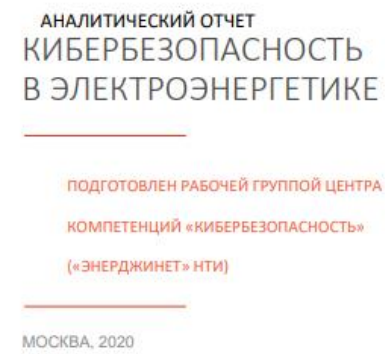 АНАЛИТИЧЕСКИЙ ОТЧЕТ
КИБЕРБЕЗОПАСНОСТЬ
В ЭЛЕКТРОЭНЕРГЕТИКЕ
ПОДГОТОВЛЕН РАБОЧЕЙ ГРУППОЙ ЦЕНТРА
КОМПЕТЕНЦИЙ «КИБЕРБЕЗОПАСНОСТЬ»
(«ЭНЕРДЖИНЕТ» НТИ)
МОСКВА, 2020